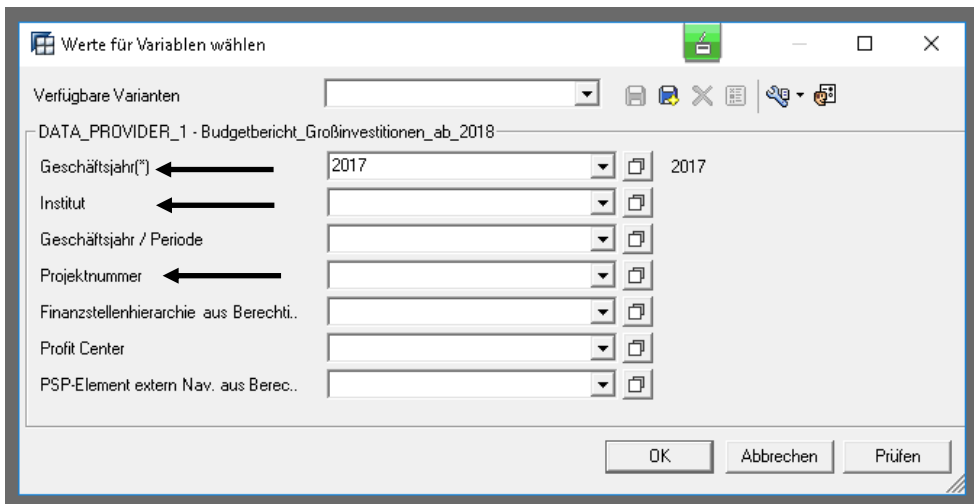 Werte für Variablen wählen
Verfügbare Varianten
DATA_PROVIDER_1 - Budgetbericht_Großinvestitionen_ab_2018
Geschäftsjahr(*) 2017 2017
Institut
Geschäftsjahr / Periode
Projektnummer
Finanzstellenhierarchie aus Berechti..
Profit Center
PSP-Element extern Nav. aus Berec..
OK Abbrechen Prüfen